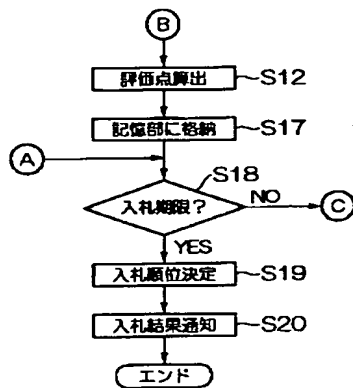 B
評価点算出 S12
記憶部に格納 S17
A
S18
入札期限? NO C
YES
入札順位決定 S19
入札結果通知 S20
エンド